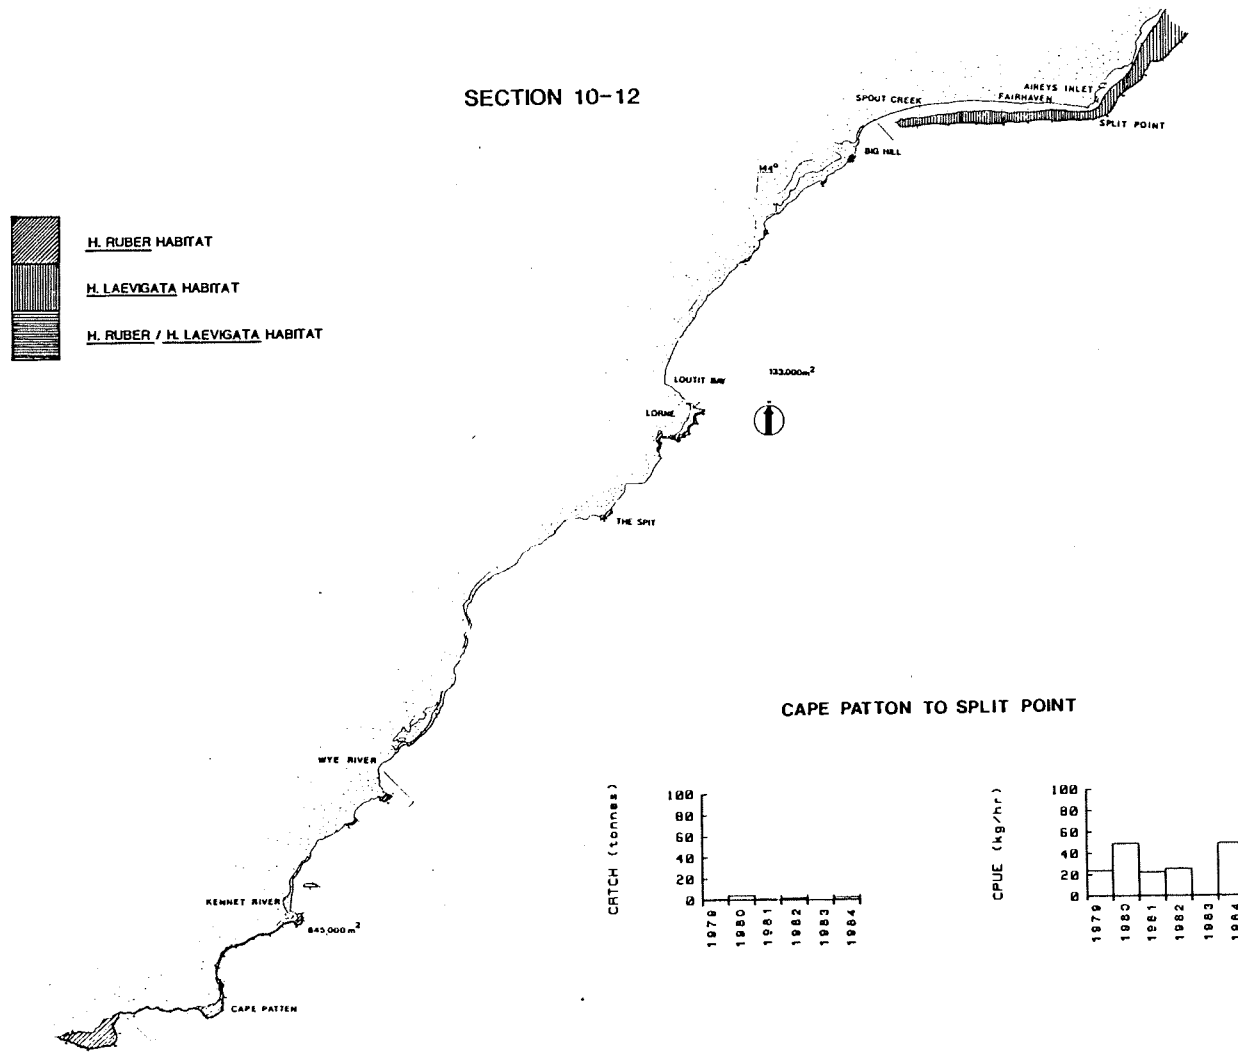 SECTION 10-12
AIREYS INLET
FAIRHAVEN
SPOUT CREEK
SPLIT POINT
BIG HILL
144°
H. RUBER HABITAT
H. LAEVIGATA HABITAT
H. RUBER / H. LAEVIGATA HABITAT
LOUTIT BAY
133,000m²
LORNE
THE SPIT
CAPE PATTON TO SPLIT POINT
WYE RIVER
KENNET RIVER
845,000m²
CAPE PATTEN
CATCH (tonnes)
100
80
60
40
20
0
1979
1980
1981
1982
1983
1984
CPUE (kg/hr)
100
80
60
40
20
0
1979
1980
1981
1982
1983
1984